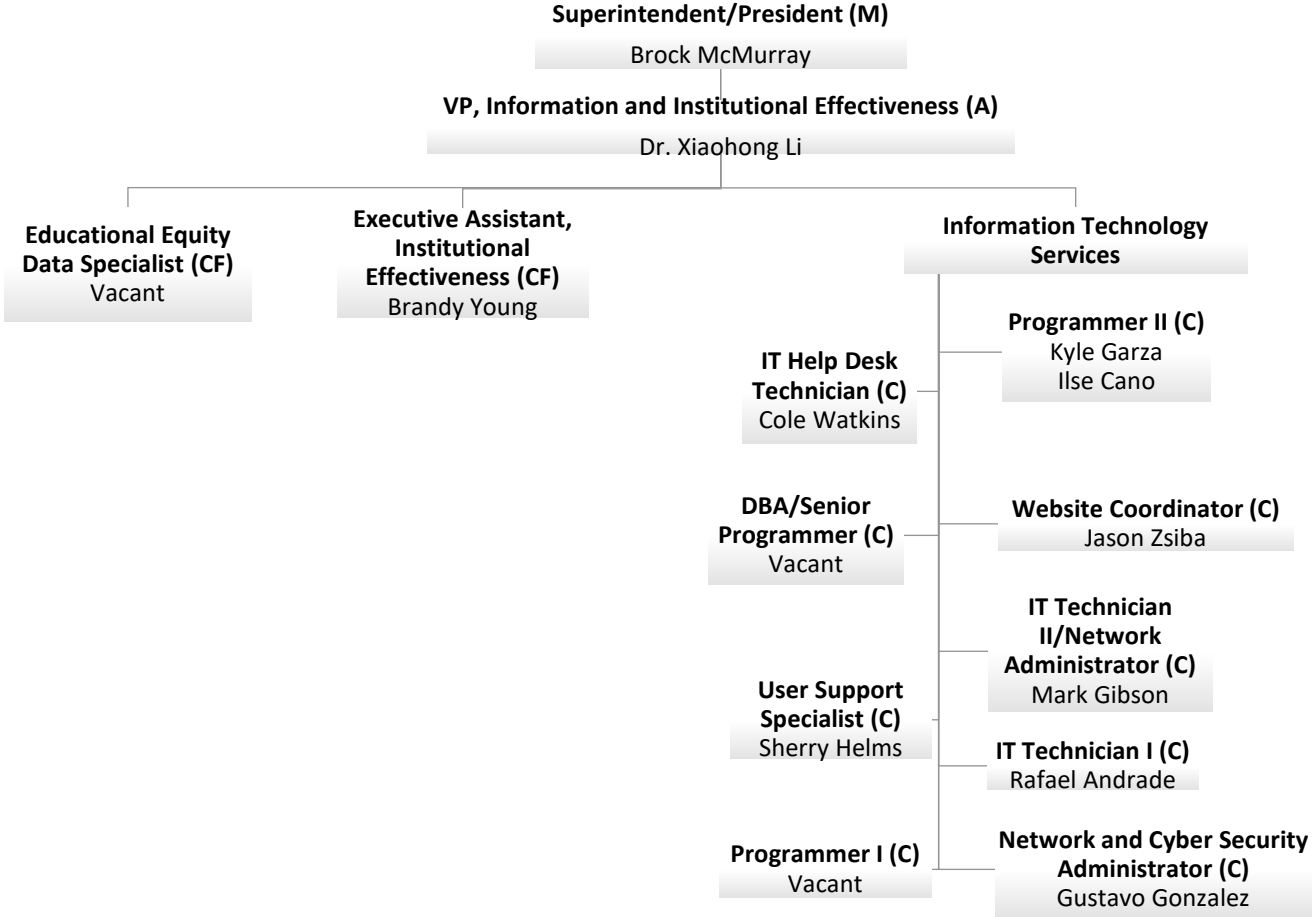 Superintendent/President (M)
Brock McMurray
VP, Information and Institutional Effectiveness (A)
Dr. Xiaohong Li
Educational Equity
Data Specialist (CF)
Vacant
Executive Assistant,
Institutional
Effectiveness (CF)
Brandy Young
Information Technology
Services
Programmer II (C)
Kyle Garza
Ilse Cano
IT Help Desk
Technician (C)
Cole Watkins
DBA/Senior
Programmer (C)
Vacant
Website Coordinator (C)
Jason Zsiba
IT Technician
II/Network
Administrator (C)
Mark Gibson
User Support
Specialist (C)
Sherry Helms
IT Technician I (C)
Rafael Andrade
Programmer I (C)
Vacant
Network and Cyber Security
Administrator (C)
Gustavo Gonzalez